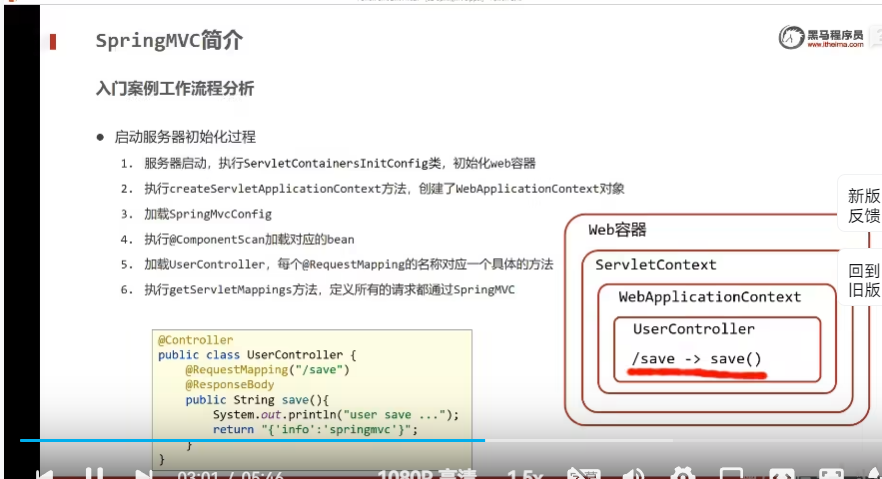 SpringMVC简介
黑马程序员
www.itheima.com
入门案例工作流程分析
● 启动服务器初始化过程
1. 服务器启动，执行ServletContainersInitConfig类，初始化web容器
2. 执行createServletApplicationContext方法，创建了WebApplicationContext对象
3. 加载SpringMvcConfig
4. 执行@ComponentScan加载对应的bean
5. 加载UserController，每个@RequestMapping的名称对应一个具体的方法
6. 执行getServletMappings方法，定义所有的请求都通过SpringMVC
新版
反馈
回到
旧版
Web容器
ServletContext
WebApplicationContext
UserController
/save -> save()
@Controller
public class UserController {
@RequestMapping("/save")
@ResponseBody
public String save(){
System.out.println("user save ...");
return "{'info':'springmvc'}";
}
}
03:01 / 05:46
1080P 高清
1.5x